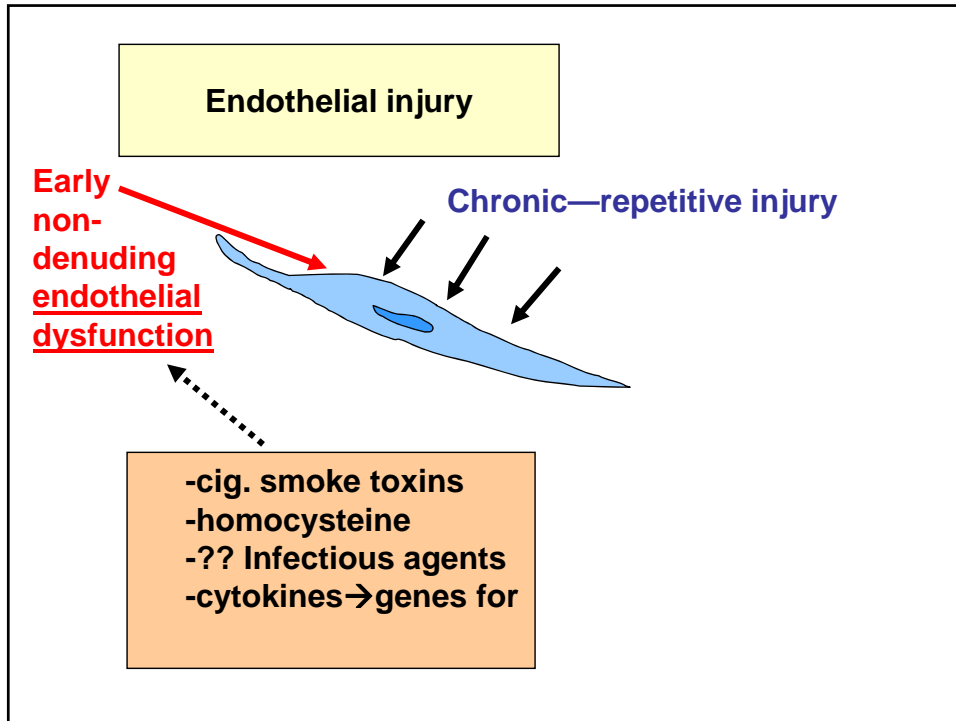 Endothelial injury
Early
non-
denuding
endothelial
dysfunction
Chronic—repetitive injury
-cig. smoke toxins
-homocysteine
-?? Infectious agents
-cytokines→genes for